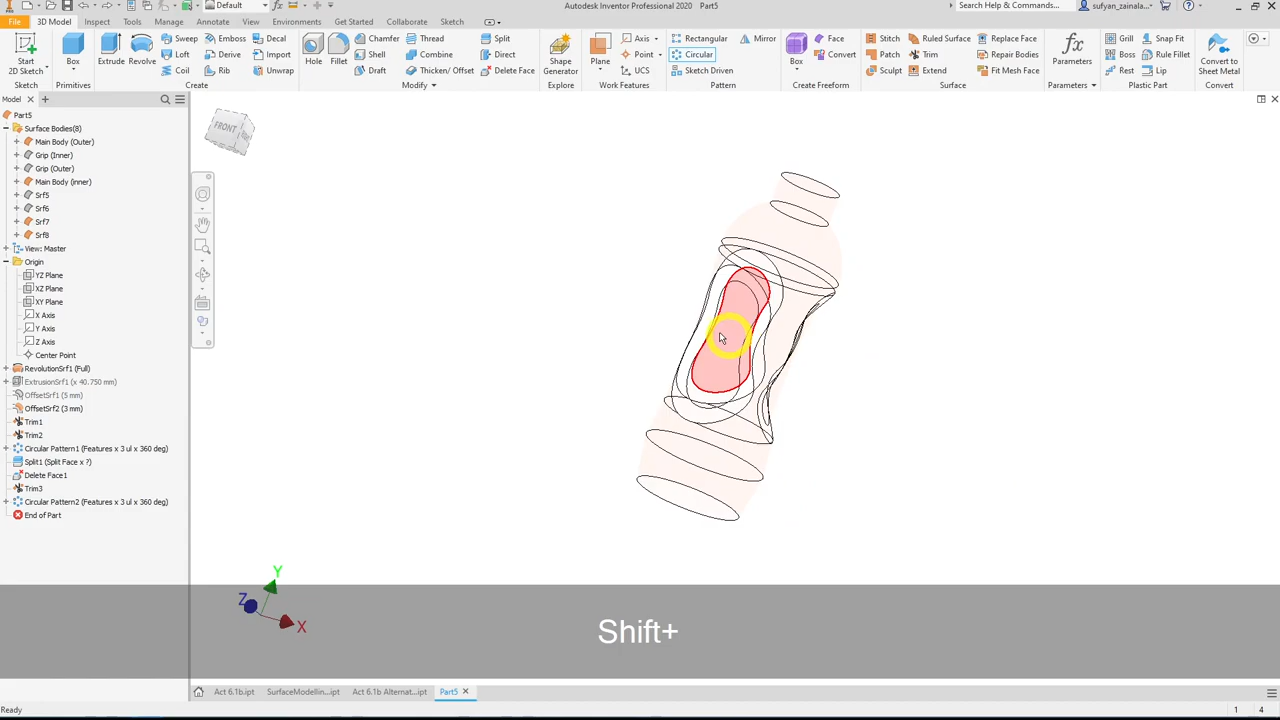 Default
Autodesk Inventor Professional 2020 Part5
Search Help & Commands...
sufyan_zainala...
File 3D Model Inspect Tools Manage Annotate View Environments Get Started Collaborate Sketch
Start
2D Sketch
Box
Primitives
Extrude
Revolve
Sweep
Loft
Coil
Emboss
Derive
Rib
Decal
Import
Unwrap
Create
Hole
Fillet
Chamfer
Shell
Draft
Thread
Combine
Thicken/ Offset
Split
Direct
Delete Face
Modify
Shape
Generator
Explore
Plane
Axis
Point
UCS
Work Features
Rectangular
Circular
Sketch Driven
Mirror
Pattern
Box
Face
Convert
Create Freeform
Stitch
Patch
Sculpt
Ruled Surface
Trim
Extend
Replace Face
Repair Bodies
Fit Mesh Face
Surface
Parameters
Parameters
Grill
Boss
Rest
Snap Fit
Rule Fillet
Lip
Plastic Part
Convert to
Sheet Metal
Convert
Model
Part5
Surface Bodies(8)
Main Body (Outer)
Grip (Inner)
Grip (Outer)
Main Body (inner)
Srf5
Srf6
Srf7
Srf8
View: Master
Origin
YZ Plane
XZ Plane
XY Plane
X Axis
Y Axis
Z Axis
Center Point
RevolutionSrf1 (Full)
ExtrusionSrf1 (x 40.750 mm)
OffsetSrf1 (5 mm)
OffsetSrf2 (3 mm)
Trim1
Trim2
Circular Pattern1 (Features x 3 ul x 360 deg)
Split1 (Split Face x ?)
Delete Face1
Trim3
Circular Pattern2 (Features x 3 ul x 360 deg)
End of Part
FRONT
Y
Z
X
Shift+
Act 6.1b.ipt
SurfaceModellin...ipt
Act 6.1b Alternat...ipt
Part5
Ready
1 4